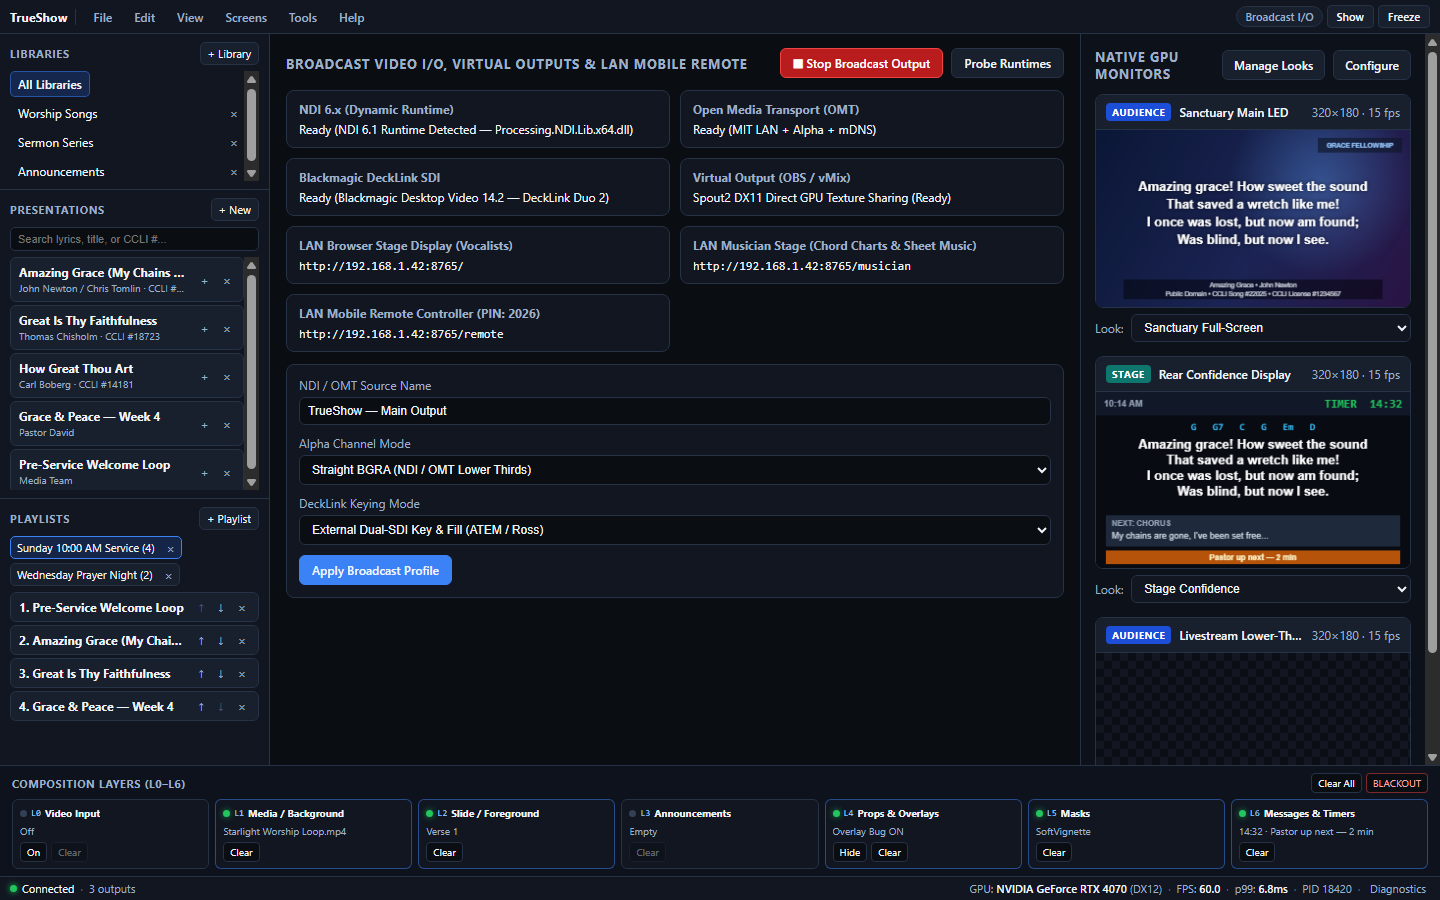 TrueShow File Edit View Screens Tools Help Broadcast I/O Show Freeze
LIBRARIES + Library
All Libraries
Worship Songs ×
Sermon Series ×
Announcements ×
PRESENTATIONS + New
Search lyrics, title, or CCLI #...
Amazing Grace (My Chains ... + ×
John Newton / Chris Tomlin · CCLI #...
Great Is Thy Faithfulness + ×
Thomas Chisholm · CCLI #18723
How Great Thou Art + ×
Carl Boberg · CCLI #14181
Grace & Peace — Week 4 + ×
Pastor David
Pre-Service Welcome Loop + ×
Media Team
PLAYLISTS + Playlist
Sunday 10:00 AM Service (4) ×
Wednesday Prayer Night (2) ×
1. Pre-Service Welcome Loop ↑ ↓ ×
2. Amazing Grace (My Chai... ↑ ↓ ×
3. Great Is Thy Faithfulness ↑ ↓ ×
4. Grace & Peace — Week 4 ↑ ↓ ×
BROADCAST VIDEO I/O, VIRTUAL OUTPUTS & LAN MOBILE REMOTE Stop Broadcast Output Probe Runtimes
NDI 6.x (Dynamic Runtime)
Ready (NDI 6.1 Runtime Detected — Processing.NDI.Lib.x64.dll)
Open Media Transport (OMT)
Ready (MIT LAN + Alpha + mDNS)
Blackmagic DeckLink SDI
Ready (Blackmagic Desktop Video 14.2 — DeckLink Duo 2)
Virtual Output (OBS / vMix)
Spout2 DX11 Direct GPU Texture Sharing (Ready)
LAN Browser Stage Display (Vocalists)
http://192.168.1.42:8765/
LAN Musician Stage (Chord Charts & Sheet Music)
http://192.168.1.42:8765/musician
LAN Mobile Remote Controller (PIN: 2026)
http://192.168.1.42:8765/remote
NDI / OMT Source Name
TrueShow — Main Output
Alpha Channel Mode
Straight BGRA (NDI / OMT Lower Thirds)
DeckLink Keying Mode
External Dual-SDI Key & Fill (ATEM / Ross)
Apply Broadcast Profile
NATIVE GPU
MONITORS
Manage Looks Configure
AUDIENCE Sanctuary Main LED 320×180 · 15 fps
GRACE FELLOWSHIP
Amazing grace! How sweet the sound
That saved a wretch like me!
I once was lost, but now am found;
Was blind, but now I see.
Amazing Grace • John Newton
Public Domain • CCLI Song #22025 • CCLI License #1234567
Look: Sanctuary Full-Screen
STAGE Rear Confidence Display 320×180 · 15 fps
10:14 AM TIMER 14:32
G G7 C G Em D
Amazing grace! How sweet the sound
That saved a wretch like me!
I once was lost, but now am found;
Was blind, but now I see.
NEXT: CHORUS
My chains are gone, I've been set free...
Pastor up next — 2 min
Look: Stage Confidence
AUDIENCE Livestream Lower-Th... 320×180 · 15 fps
COMPOSITION LAYERS (L0–L6) Clear All BLACKOUT
L0 Video Input
Off
On Clear
L1 Media / Background
Starlight Worship Loop.mp4
Clear
L2 Slide / Foreground
Verse 1
Clear
L3 Announcements
Empty
Clear
L4 Props & Overlays
Overlay Bug ON
Hide Clear
L5 Masks
SoftVignette
Clear
L6 Messages & Timers
14:32 · Pastor up next — 2 min
Clear
Connected · 3 outputs GPU: NVIDIA GeForce RTX 4070 (DX12) · FPS: 60.0 · p99: 6.8ms · PID 18420 · Diagnostics